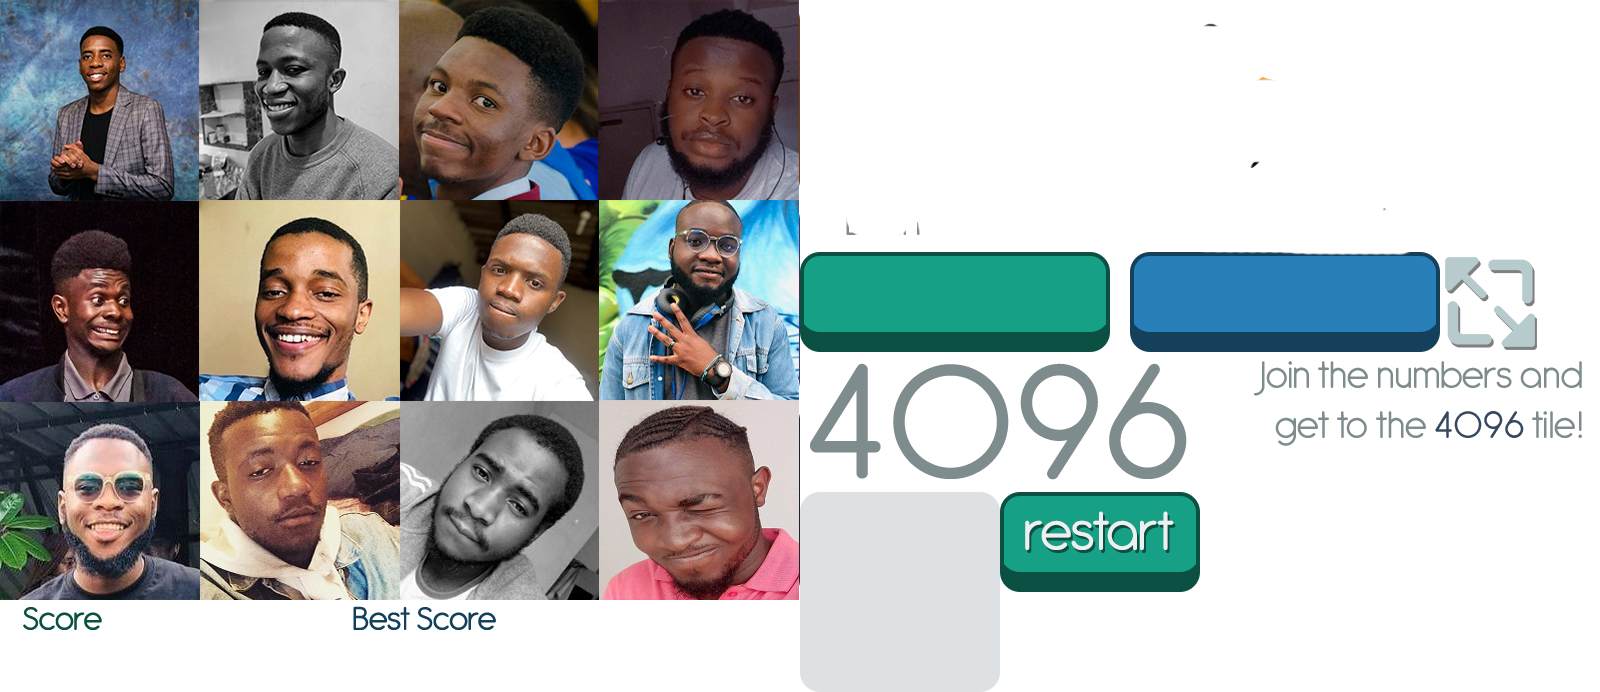 Score
Best Score
4096
Join the numbers and
get to the 4096 tile!
restart